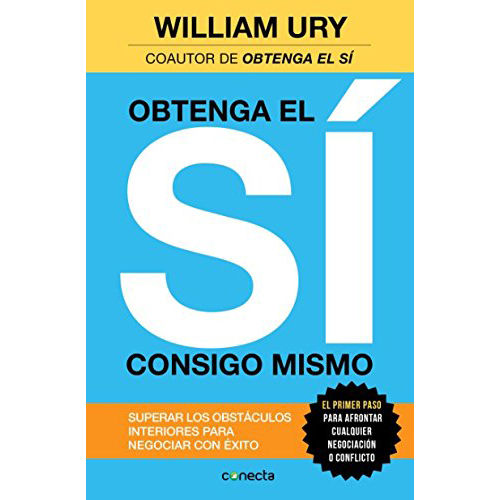 WILLIAM URY
COAUTOR DE OBTENGA EL SÍ
OBTENGA EL
SÍ
CONSIGO MISMO
SUPERAR LOS OBSTÁCULOS
INTERIORES PARA
NEGOCIAR CON ÉXITO
EL PRIMER PASO
PARA AFRONTAR
CUALQUIER
NEGOCIACIÓN
O CONFLICTO
conecta